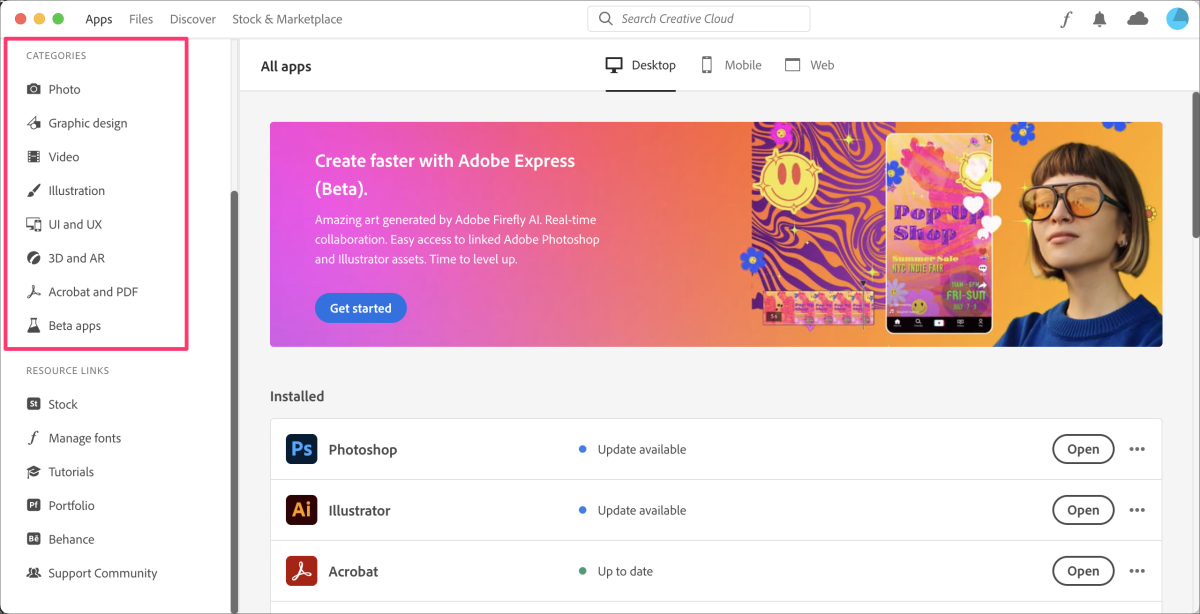 Apps Files Discover Stock & Marketplace
Search Creative Cloud
CATEGORIES
Photo
Graphic design
Video
Illustration
UI and UX
3D and AR
Acrobat and PDF
Beta apps
RESOURCE LINKS
St Stock
Manage fonts
Tutorials
Pf Portfolio
Bē Behance
Support Community
All apps
Desktop Mobile Web
Create faster with Adobe Express
(Beta).
Amazing art generated by Adobe Firefly AI. Real-time
collaboration. Easy access to linked Adobe Photoshop
and Illustrator assets. Time to level up.
Get started
Pop-Up
Shop
Summer Sale
NYC INDIE FAIR
FRI-SUN
Installed
Ps Photoshop Update available Open
Ai Illustrator Update available Open
Acrobat Up to date Open